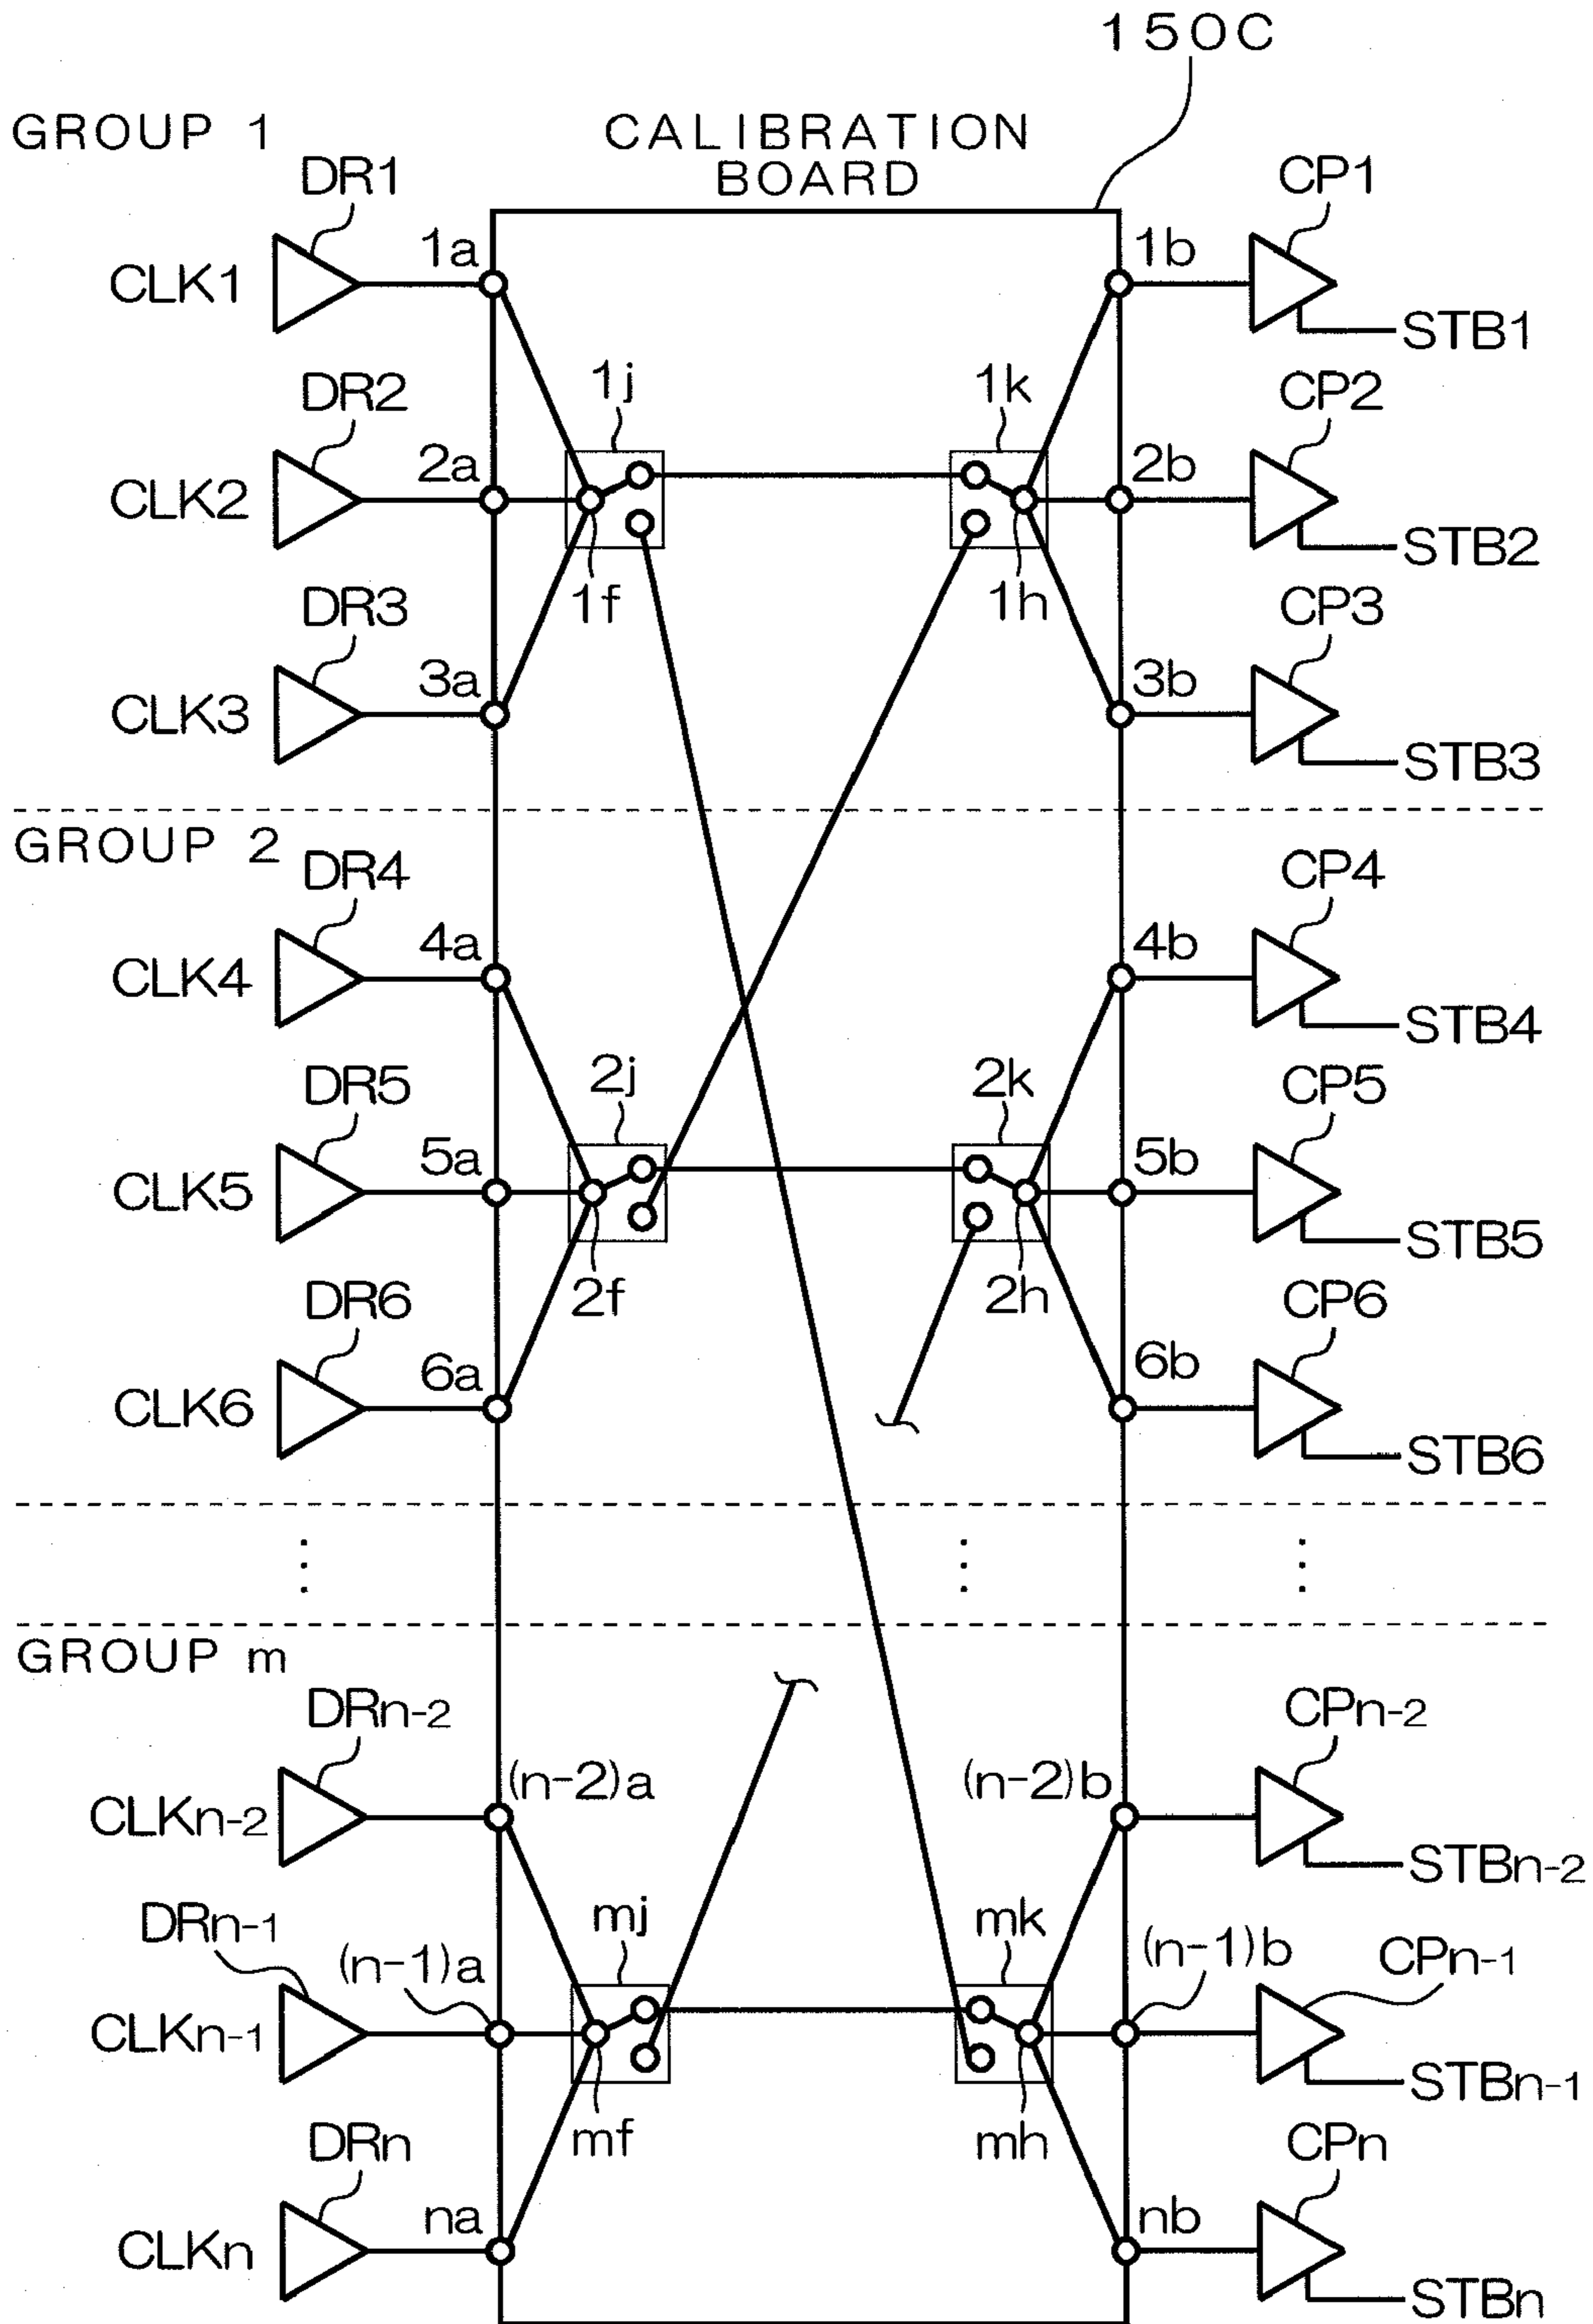 150C
GROUP 1
CALIBRATION
BOARD
DR1
CP1
CLK1
1a
1b
STB1
DR2
1j
1k
CP2
CLK2
2a
2b
STB2
DR3
1f
1h
CP3
CLK3
3a
3b
STB3
GROUP 2
DR4
CP4
CLK4
4a
4b
STB4
DR5
2j
2k
CP5
CLK5
5a
5b
STB5
DR6
2f
2h
CP6
CLK6
6a
6b
STB6
GROUP m
DRn-2
CPn-2
CLKn-2
(n-2)a
(n-2)b
STBn-2
DRn-1
(n-1)a
mj
mk
(n-1)b
CPn-1
CLKn-1
STBn-1
DRn
mf
mh
CPn
CLKn
na
nb
STBn